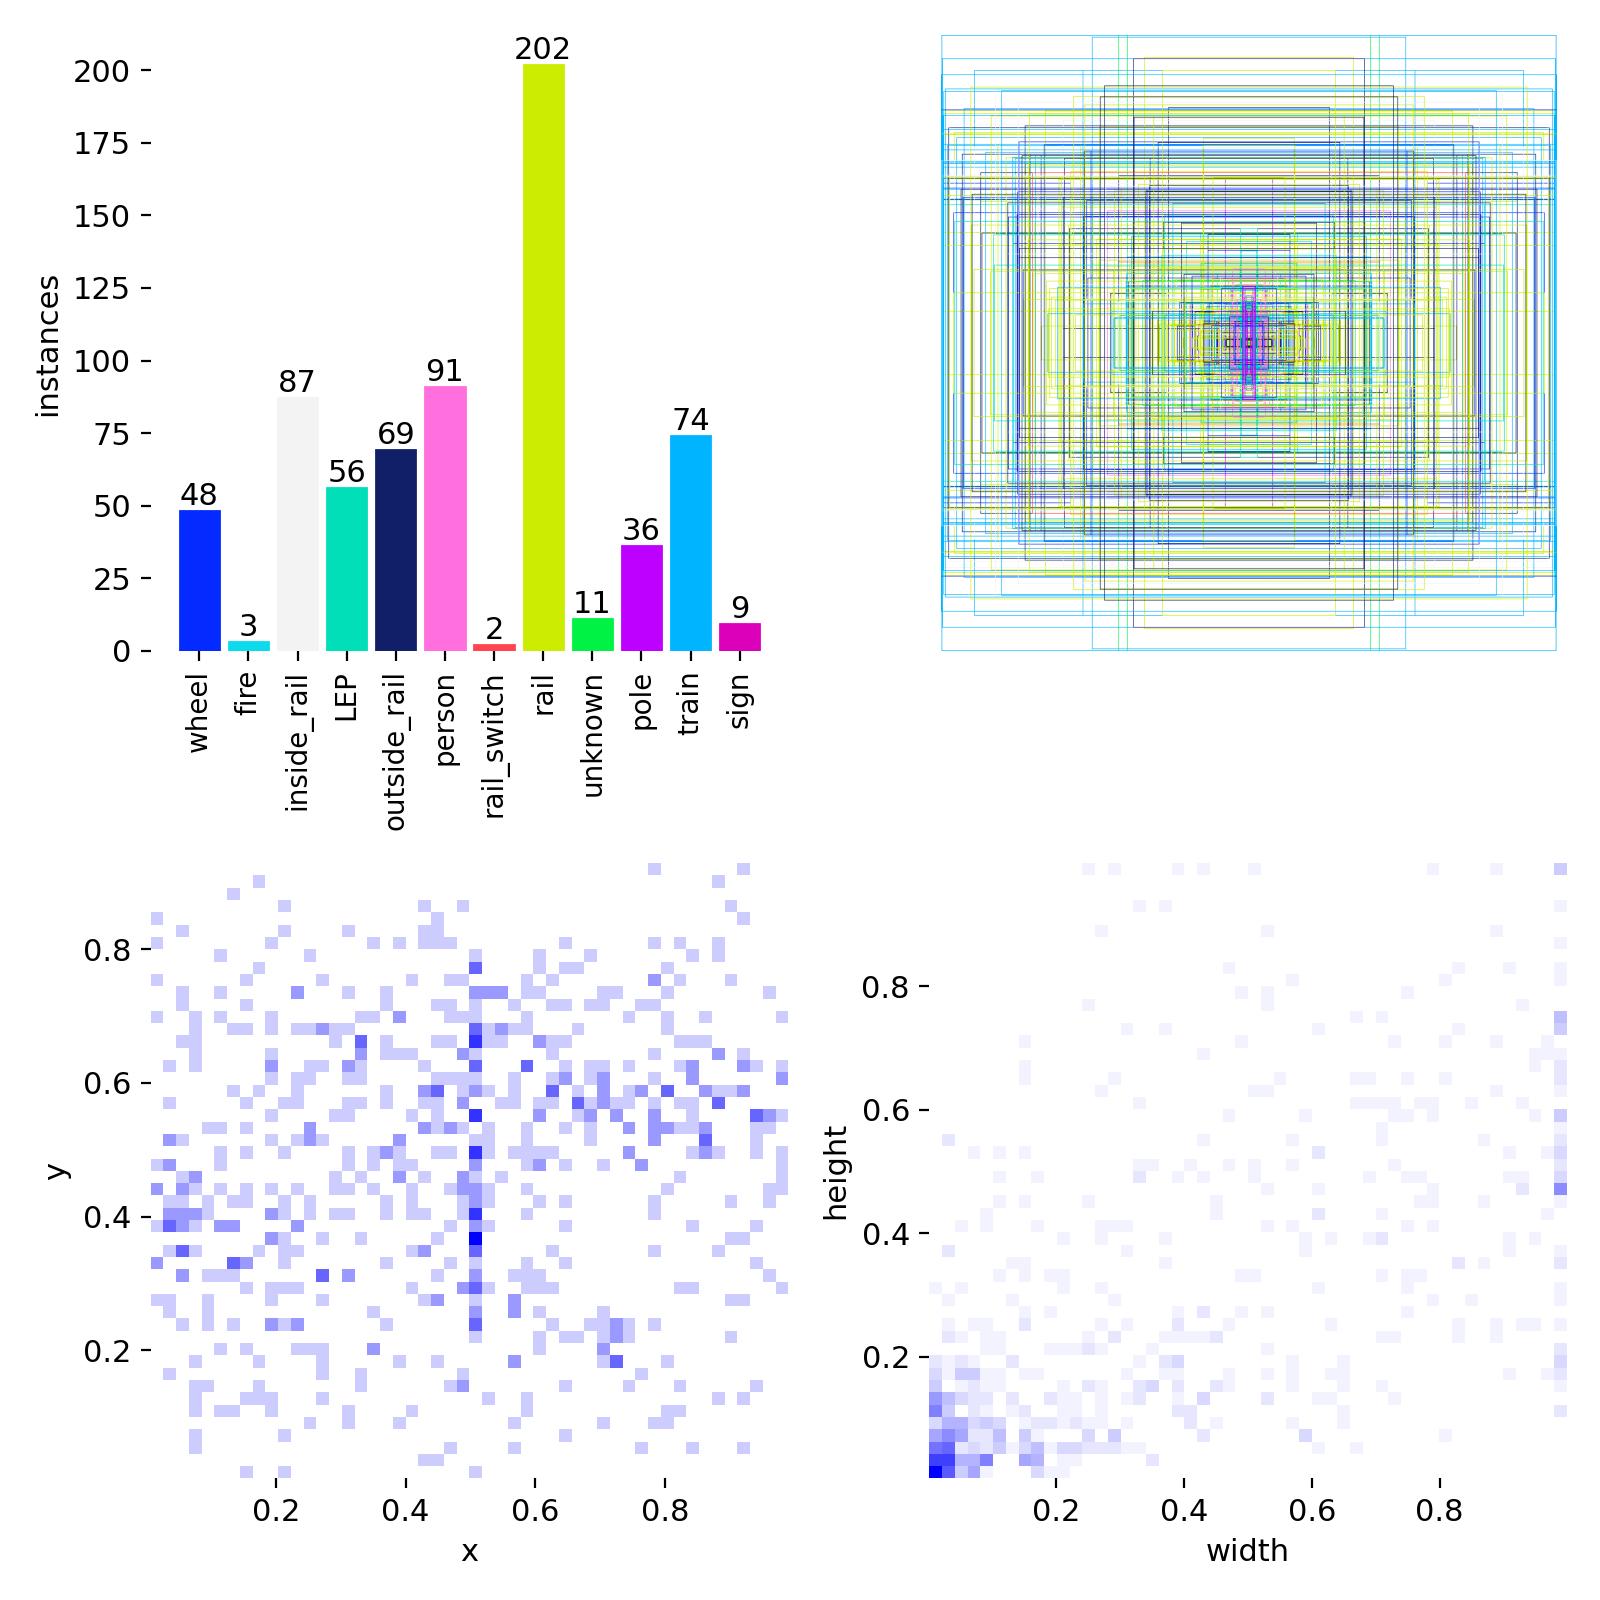 202
200
175
150
125
instances
100
91
87
74
75
69
56
48
50
36
25
11
9
3
2
0
wheel
fire
inside_rail
LEP
outside_rail
person
rail_switch
rail
unknown
pole
train
sign
0.8
0.6
y
0.4
0.2
0.2 0.4 0.6 0.8
x
0.8
0.6
height
0.4
0.2
0.2 0.4 0.6 0.8
width